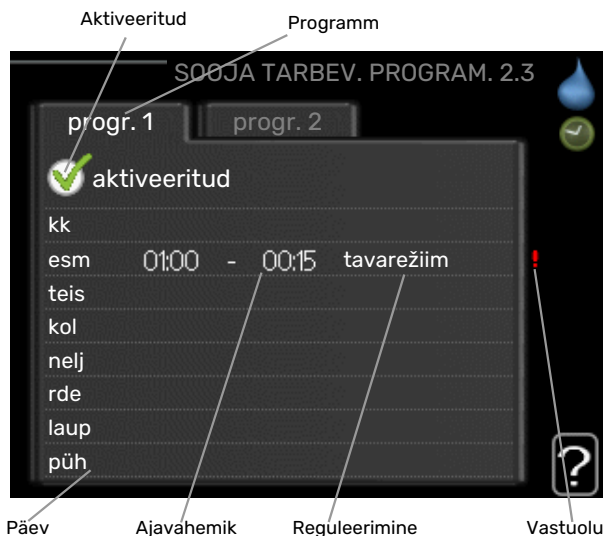 Aktiveeritud
Programm
SOOJA TARBEV. PROGRAM. 2.3
progr. 1
progr. 2
aktiveeritud
kk
esm 01:00 - 00:15 tavarežiim !
teis
kol
nelj
rde
laup
püh
?
Päev
Ajavahemik
Reguleerimine
Vastuolu